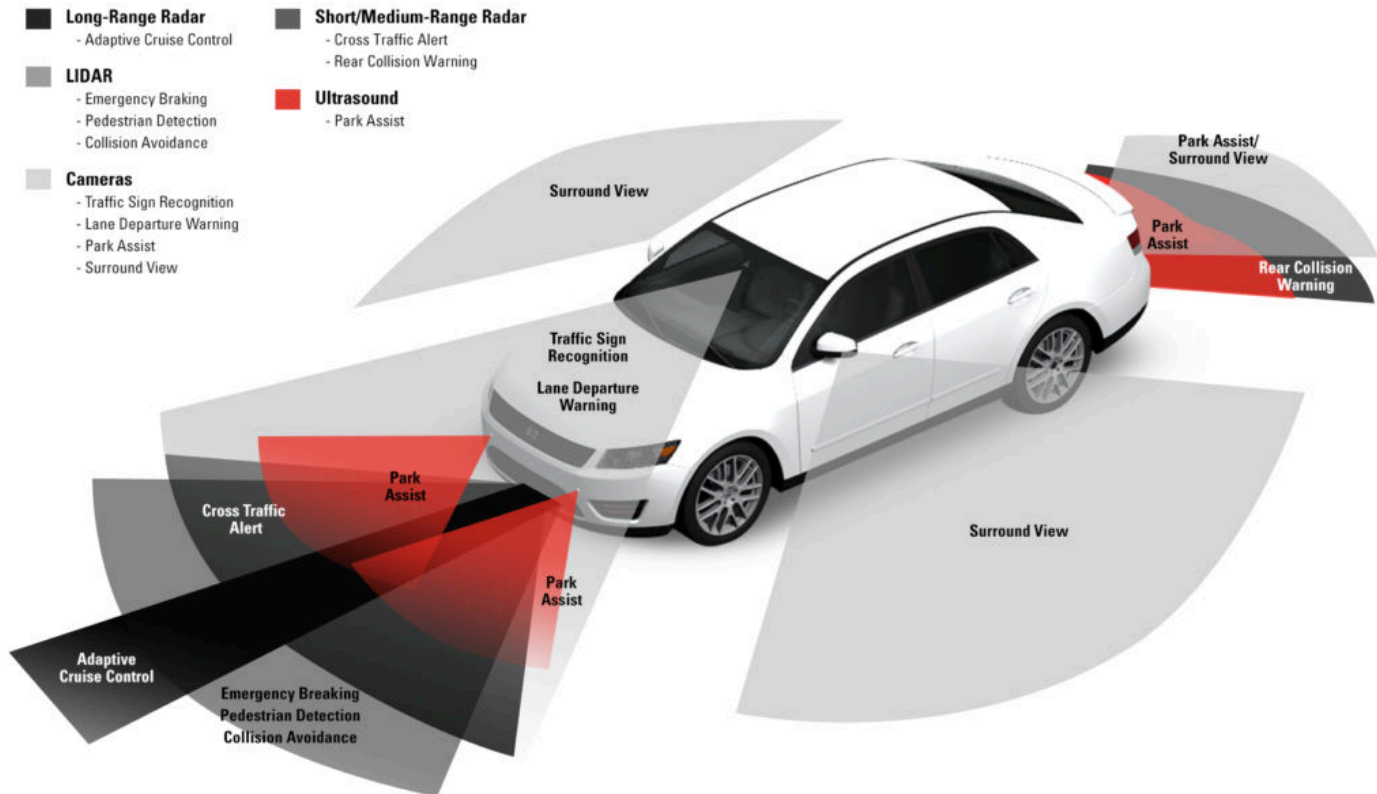 Long-Range Radar
- Adaptive Cruise Control
LIDAR
- Emergency Braking
- Pedestrian Detection
- Collision Avoidance
Cameras
- Traffic Sign Recognition
- Lane Departure Warning
- Park Assist
- Surround View
Short/Medium-Range Radar
- Cross Traffic Alert
- Rear Collision Warning
Ultrasound
- Park Assist
Surround View
Park Assist/
Surround View
Park
Assist
Rear Collision
Warning
Traffic Sign
Recognition
Lane Departure
Warning
Park
Assist
Cross Traffic
Alert
Surround View
Park
Assist
Adaptive
Cruise Control
Emergency Breaking
Pedestrian Detection
Collision Avoidance